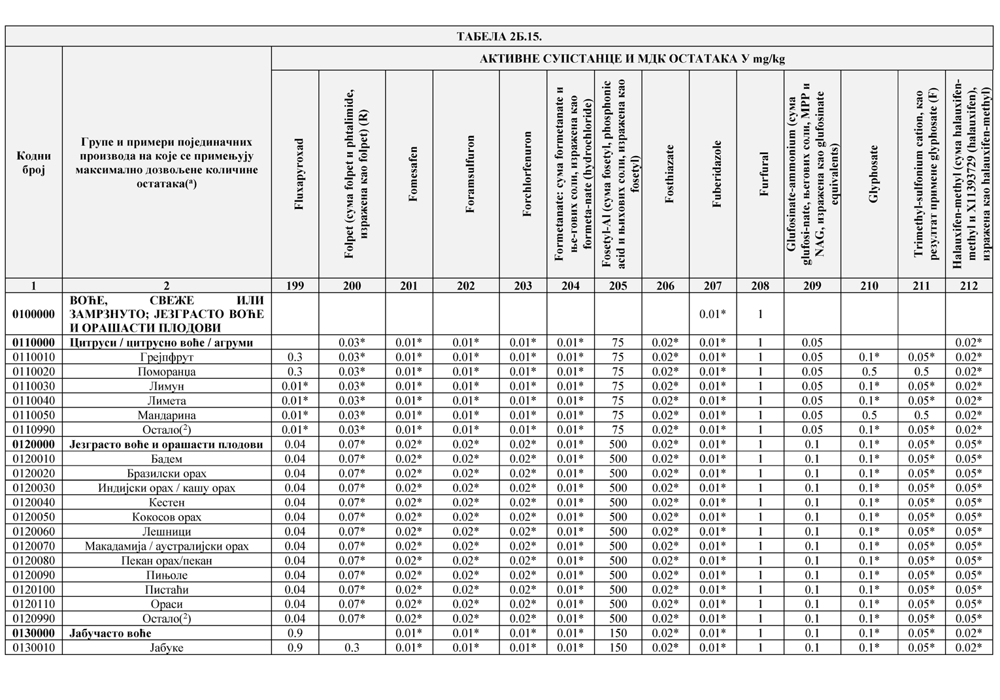 ТАБЕЛА 2Б.15.
АКТИВНЕ СУПСТАНЦЕ И МДК ОСТАТАКА У mg/kg
Кодни
број
Групе и примери појединачних
производа на које се примењују
максимално дозвољене количине
остатака(ᵃ)
Fluxapyroxad
Folpet (сума folpet и phtalimide,
изражена као folpet) (R)
Fomesafen
Foramsulfuron
Forchlorfenuron
Formetanate: сума formetanate и
ње-гових соли, изражена као
formeta-nate (hydrochloride)
Fosetyl-Al (сума fosetyl, phosphonic
acid и њихових соли, изражена као
fosetyl)
Fosthiazate
Fuberidazole
Furfural
Glufosinate-ammonium (сума
glufosi-nate, његових соли, MPP и
NAG, изражена као glufosinate
equivalents)
Glyphosate
Trimethyl-sulfonium cation, као
резултат примене glyphosate (F)
Halauxifen-methyl (сума halauxifen-
methyl и X11393729 (halauxifen),
изражена као halauxifen-methyl)
1 2 199 200 201 202 203 204 205 206 207 208 209 210 211 212
ВОЋЕ, СВЕЖЕ ИЛИ
0100000 ЗАМРЗНУТО; ЈЕЗГРАСТО ВОЋЕ 0.01* 1
И ОРАШАСТИ ПЛОДОВИ
0110000 Цитруси / цитрусно воће / агруми 0.03* 0.01* 0.01* 0.01* 0.01* 75 0.02* 0.01* 1 0.05 0.02*
0110010 Грејпфрут 0.3 0.03* 0.01* 0.01* 0.01* 0.01* 75 0.02* 0.01* 1 0.05 0.1* 0.05* 0.02*
0110020 Поморанџа 0.3 0.03* 0.01* 0.01* 0.01* 0.01* 75 0.02* 0.01* 1 0.05 0.5 0.5 0.02*
0110030 Лимун 0.01* 0.03* 0.01* 0.01* 0.01* 0.01* 75 0.02* 0.01* 1 0.05 0.1* 0.05* 0.02*
0110040 Лимета 0.01* 0.03* 0.01* 0.01* 0.01* 0.01* 75 0.02* 0.01* 1 0.05 0.1* 0.05* 0.02*
0110050 Мандарина 0.01* 0.03* 0.01* 0.01* 0.01* 0.01* 75 0.02* 0.01* 1 0.05 0.5 0.5 0.02*
0110990 Остало(²) 0.01* 0.03* 0.01* 0.01* 0.01* 0.01* 75 0.02* 0.01* 1 0.05 0.1* 0.05* 0.02*
0120000 Језграсто воће и орашасти плодови 0.04 0.07* 0.02* 0.02* 0.02* 0.01* 500 0.02* 0.01* 1 0.1 0.1* 0.05* 0.05*
0120010 Бадем 0.04 0.07* 0.02* 0.02* 0.02* 0.01* 500 0.02* 0.01* 1 0.1 0.1* 0.05* 0.05*
0120020 Бразилски орах 0.04 0.07* 0.02* 0.02* 0.02* 0.01* 500 0.02* 0.01* 1 0.1 0.1* 0.05* 0.05*
0120030 Индијски орах / кашу орах 0.04 0.07* 0.02* 0.02* 0.02* 0.01* 500 0.02* 0.01* 1 0.1 0.1* 0.05* 0.05*
0120040 Кестен 0.04 0.07* 0.02* 0.02* 0.02* 0.01* 500 0.02* 0.01* 1 0.1 0.1* 0.05* 0.05*
0120050 Кокосов орах 0.04 0.07* 0.02* 0.02* 0.02* 0.01* 500 0.02* 0.01* 1 0.1 0.1* 0.05* 0.05*
0120060 Лешници 0.04 0.07* 0.02* 0.02* 0.02* 0.01* 500 0.02* 0.01* 1 0.1 0.1* 0.05* 0.05*
0120070 Макадамија / аустралијски орах 0.04 0.07* 0.02* 0.02* 0.02* 0.01* 500 0.02* 0.01* 1 0.1 0.1* 0.05* 0.05*
0120080 Пекан орах/пекан 0.04 0.07* 0.02* 0.02* 0.02* 0.01* 500 0.02* 0.01* 1 0.1 0.1* 0.05* 0.05*
0120090 Пињоле 0.04 0.07* 0.02* 0.02* 0.02* 0.01* 500 0.02* 0.01* 1 0.1 0.1* 0.05* 0.05*
0120100 Пистаћи 0.04 0.07* 0.02* 0.02* 0.02* 0.01* 500 0.02* 0.01* 1 0.1 0.1* 0.05* 0.05*
0120110 Ораси 0.04 0.07* 0.02* 0.02* 0.02* 0.01* 500 0.02* 0.01* 1 0.1 0.1* 0.05* 0.05*
0120990 Остало(²) 0.04 0.07* 0.02* 0.02* 0.02* 0.01* 500 0.02* 0.01* 1 0.1 0.1* 0.05* 0.05*
0130000 Јабучасто воће 0.9 0.01* 0.01* 0.01* 0.01* 150 0.02* 0.01* 1 0.1 0.1* 0.05* 0.02*
0130010 Јабуке 0.9 0.3 0.01* 0.01* 0.01* 0.01* 150 0.02* 0.01* 1 0.1 0.1* 0.05* 0.02*